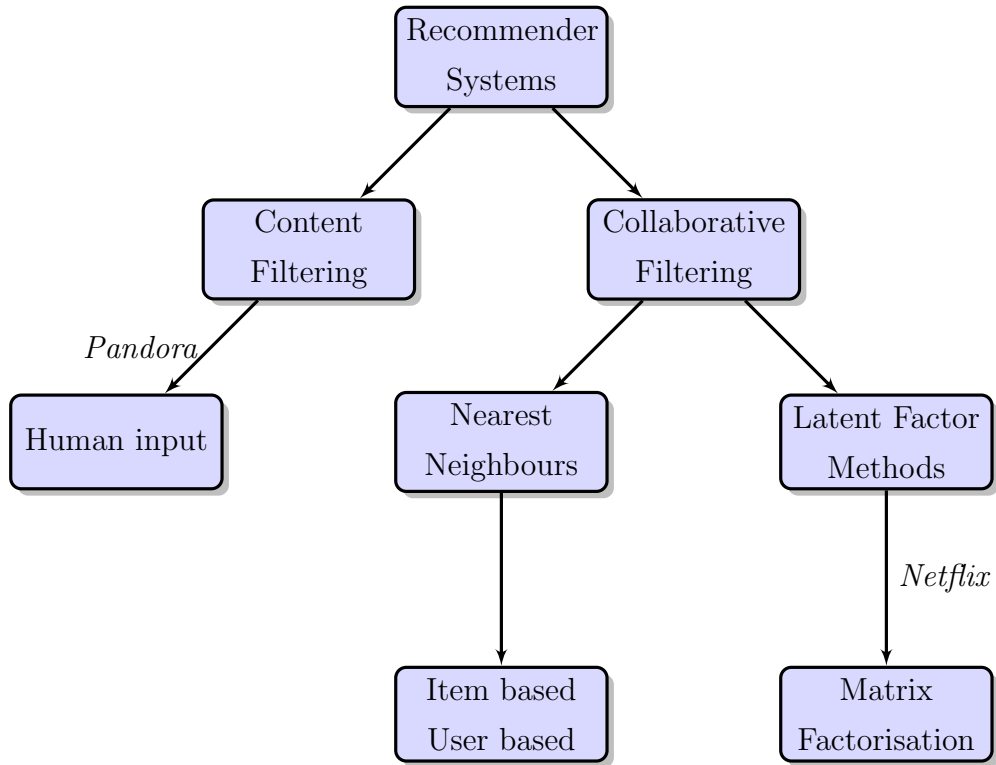 Recommender
Systems
Content
Filtering
Collaborative
Filtering
Pandora
Human input
Nearest
Neighbours
Latent Factor
Methods
Netflix
Item based
User based
Matrix
Factorisation